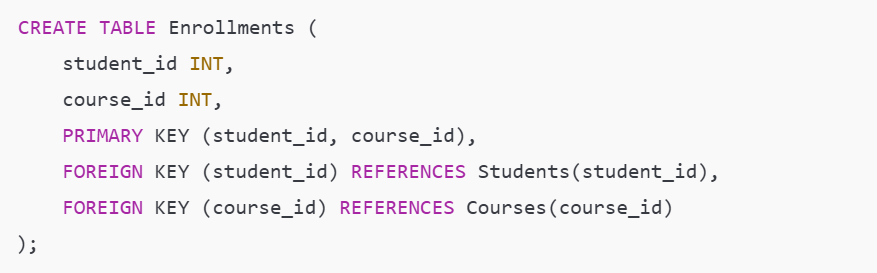 CREATE TABLE Enrollments (
    student_id INT,
    course_id INT,
    PRIMARY KEY (student_id, course_id),
    FOREIGN KEY (student_id) REFERENCES Students(student_id),
    FOREIGN KEY (course_id) REFERENCES Courses(course_id)
);